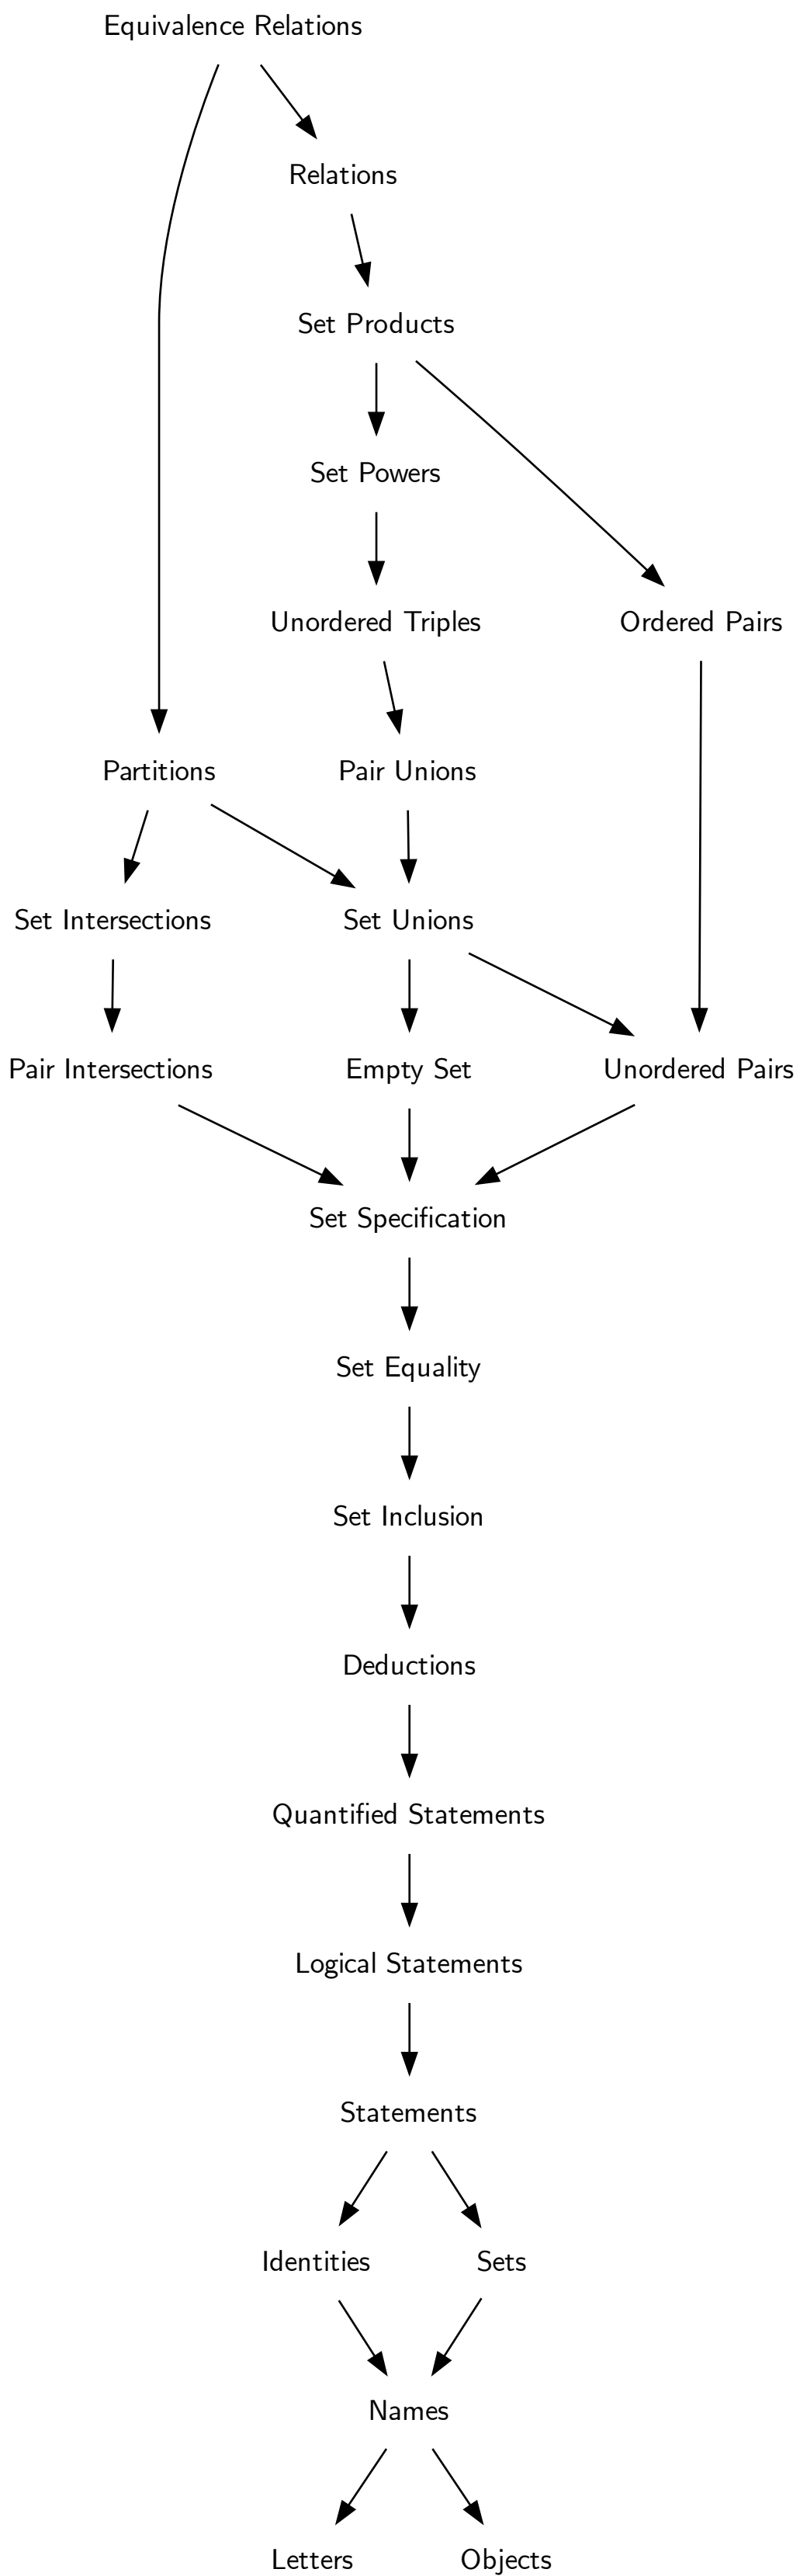 Equivalence Relations
Relations
Set Products
Set Powers
Unordered Triples
Ordered Pairs
Partitions
Pair Unions
Set Intersections
Set Unions
Pair Intersections
Empty Set
Unordered Pairs
Set Specification
Set Equality
Set Inclusion
Deductions
Quantified Statements
Logical Statements
Statements
Identities
Sets
Names
Letters
Objects